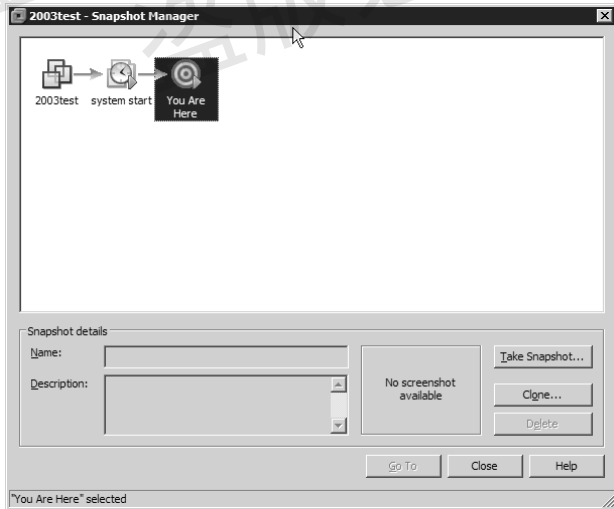 2003test - Snapshot Manager
2003test
system start
You Are
Here
Snapshot details
Name:
Description:
No screenshot
available
Take Snapshot...
Clone...
Delete
Go To
Close
Help
"You Are Here" selected